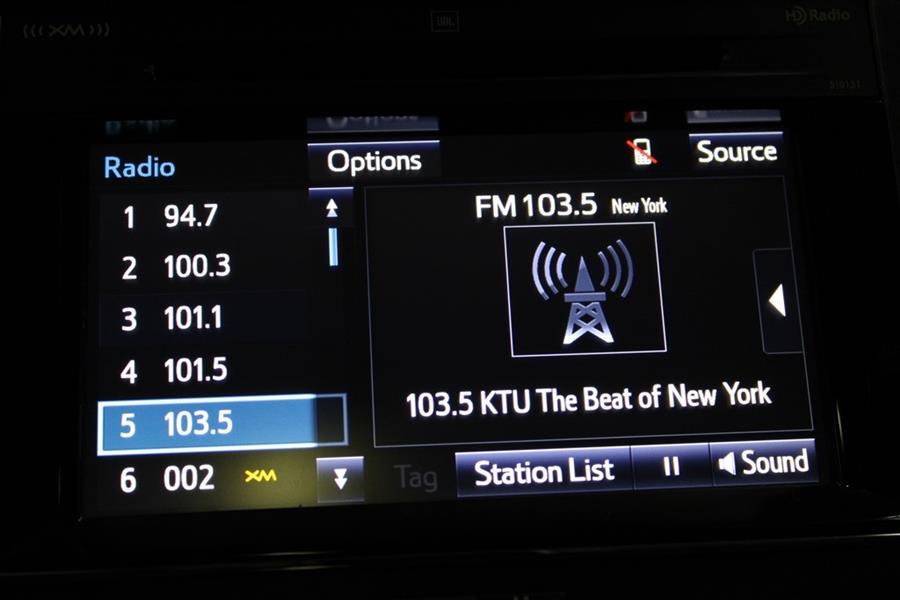 XM
JBL
HD Radio
510131
Radio
Options
Source
1 94.7
2 100.3
3 101.1
4 101.5
5 103.5
6 002 XM
FM 103.5 New York
103.5 KTU The Beat of New York
Tag
Station List
Sound